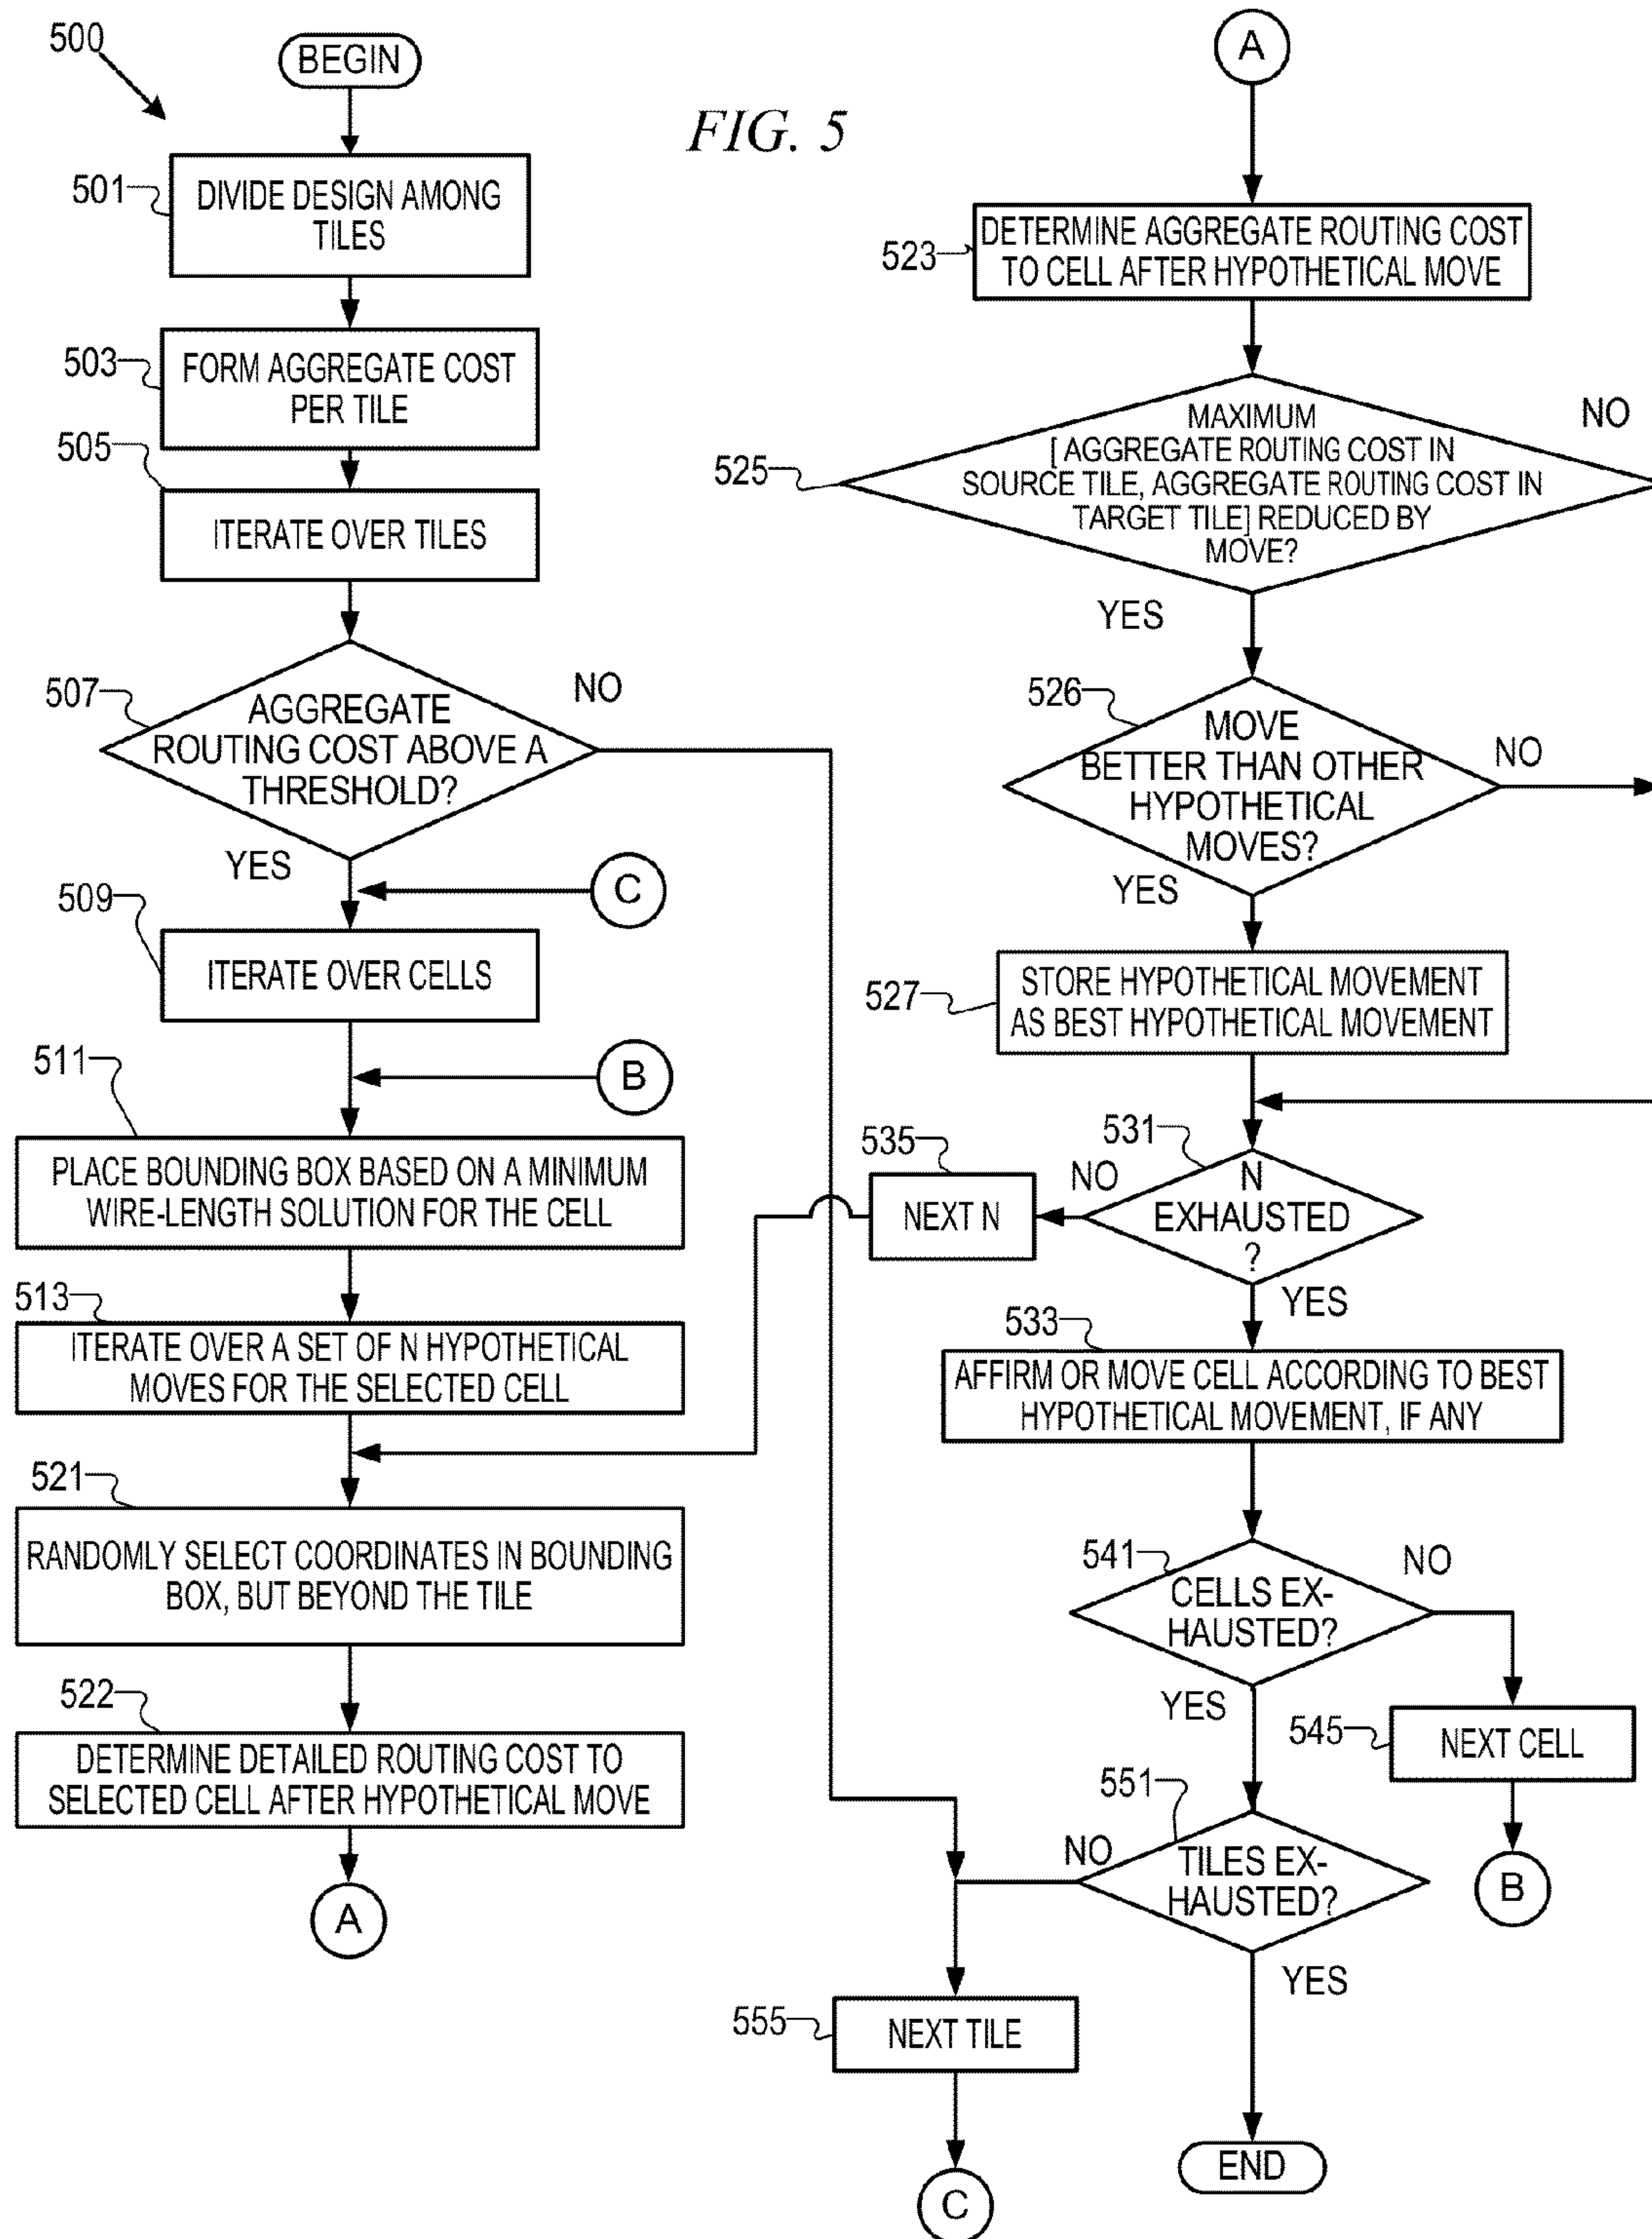 500
BEGIN
FIG. 5
501
DIVIDE DESIGN AMONG
TILES
503
FORM AGGREGATE COST
PER TILE
505
ITERATE OVER TILES
507
AGGREGATE
ROUTING COST ABOVE A
THRESHOLD?
NO
YES
C
509
ITERATE OVER CELLS
B
511
PLACE BOUNDING BOX BASED ON A MINIMUM
WIRE-LENGTH SOLUTION FOR THE CELL
513
ITERATE OVER A SET OF N HYPOTHETICAL
MOVES FOR THE SELECTED CELL
521
RANDOMLY SELECT COORDINATES IN BOUNDING
BOX, BUT BEYOND THE TILE
522
DETERMINE DETAILED ROUTING COST TO
SELECTED CELL AFTER HYPOTHETICAL MOVE
A
A
523
DETERMINE AGGREGATE ROUTING COST
TO CELL AFTER HYPOTHETICAL MOVE
525
MAXIMUM
[ AGGREGATE ROUTING COST IN
SOURCE TILE, AGGREGATE ROUTING COST IN
TARGET TILE] REDUCED BY
MOVE?
NO
YES
526
MOVE
BETTER THAN OTHER
HYPOTHETICAL
MOVES?
NO
YES
527
STORE HYPOTHETICAL MOVEMENT
AS BEST HYPOTHETICAL MOVEMENT
531
N
EXHAUSTED
?
NO
535
NEXT N
YES
533
AFFIRM OR MOVE CELL ACCORDING TO BEST
HYPOTHETICAL MOVEMENT, IF ANY
541
CELLS EX-
HAUSTED?
NO
YES
545
NEXT CELL
B
551
TILES EX-
HAUSTED?
NO
YES
555
NEXT TILE
C
END